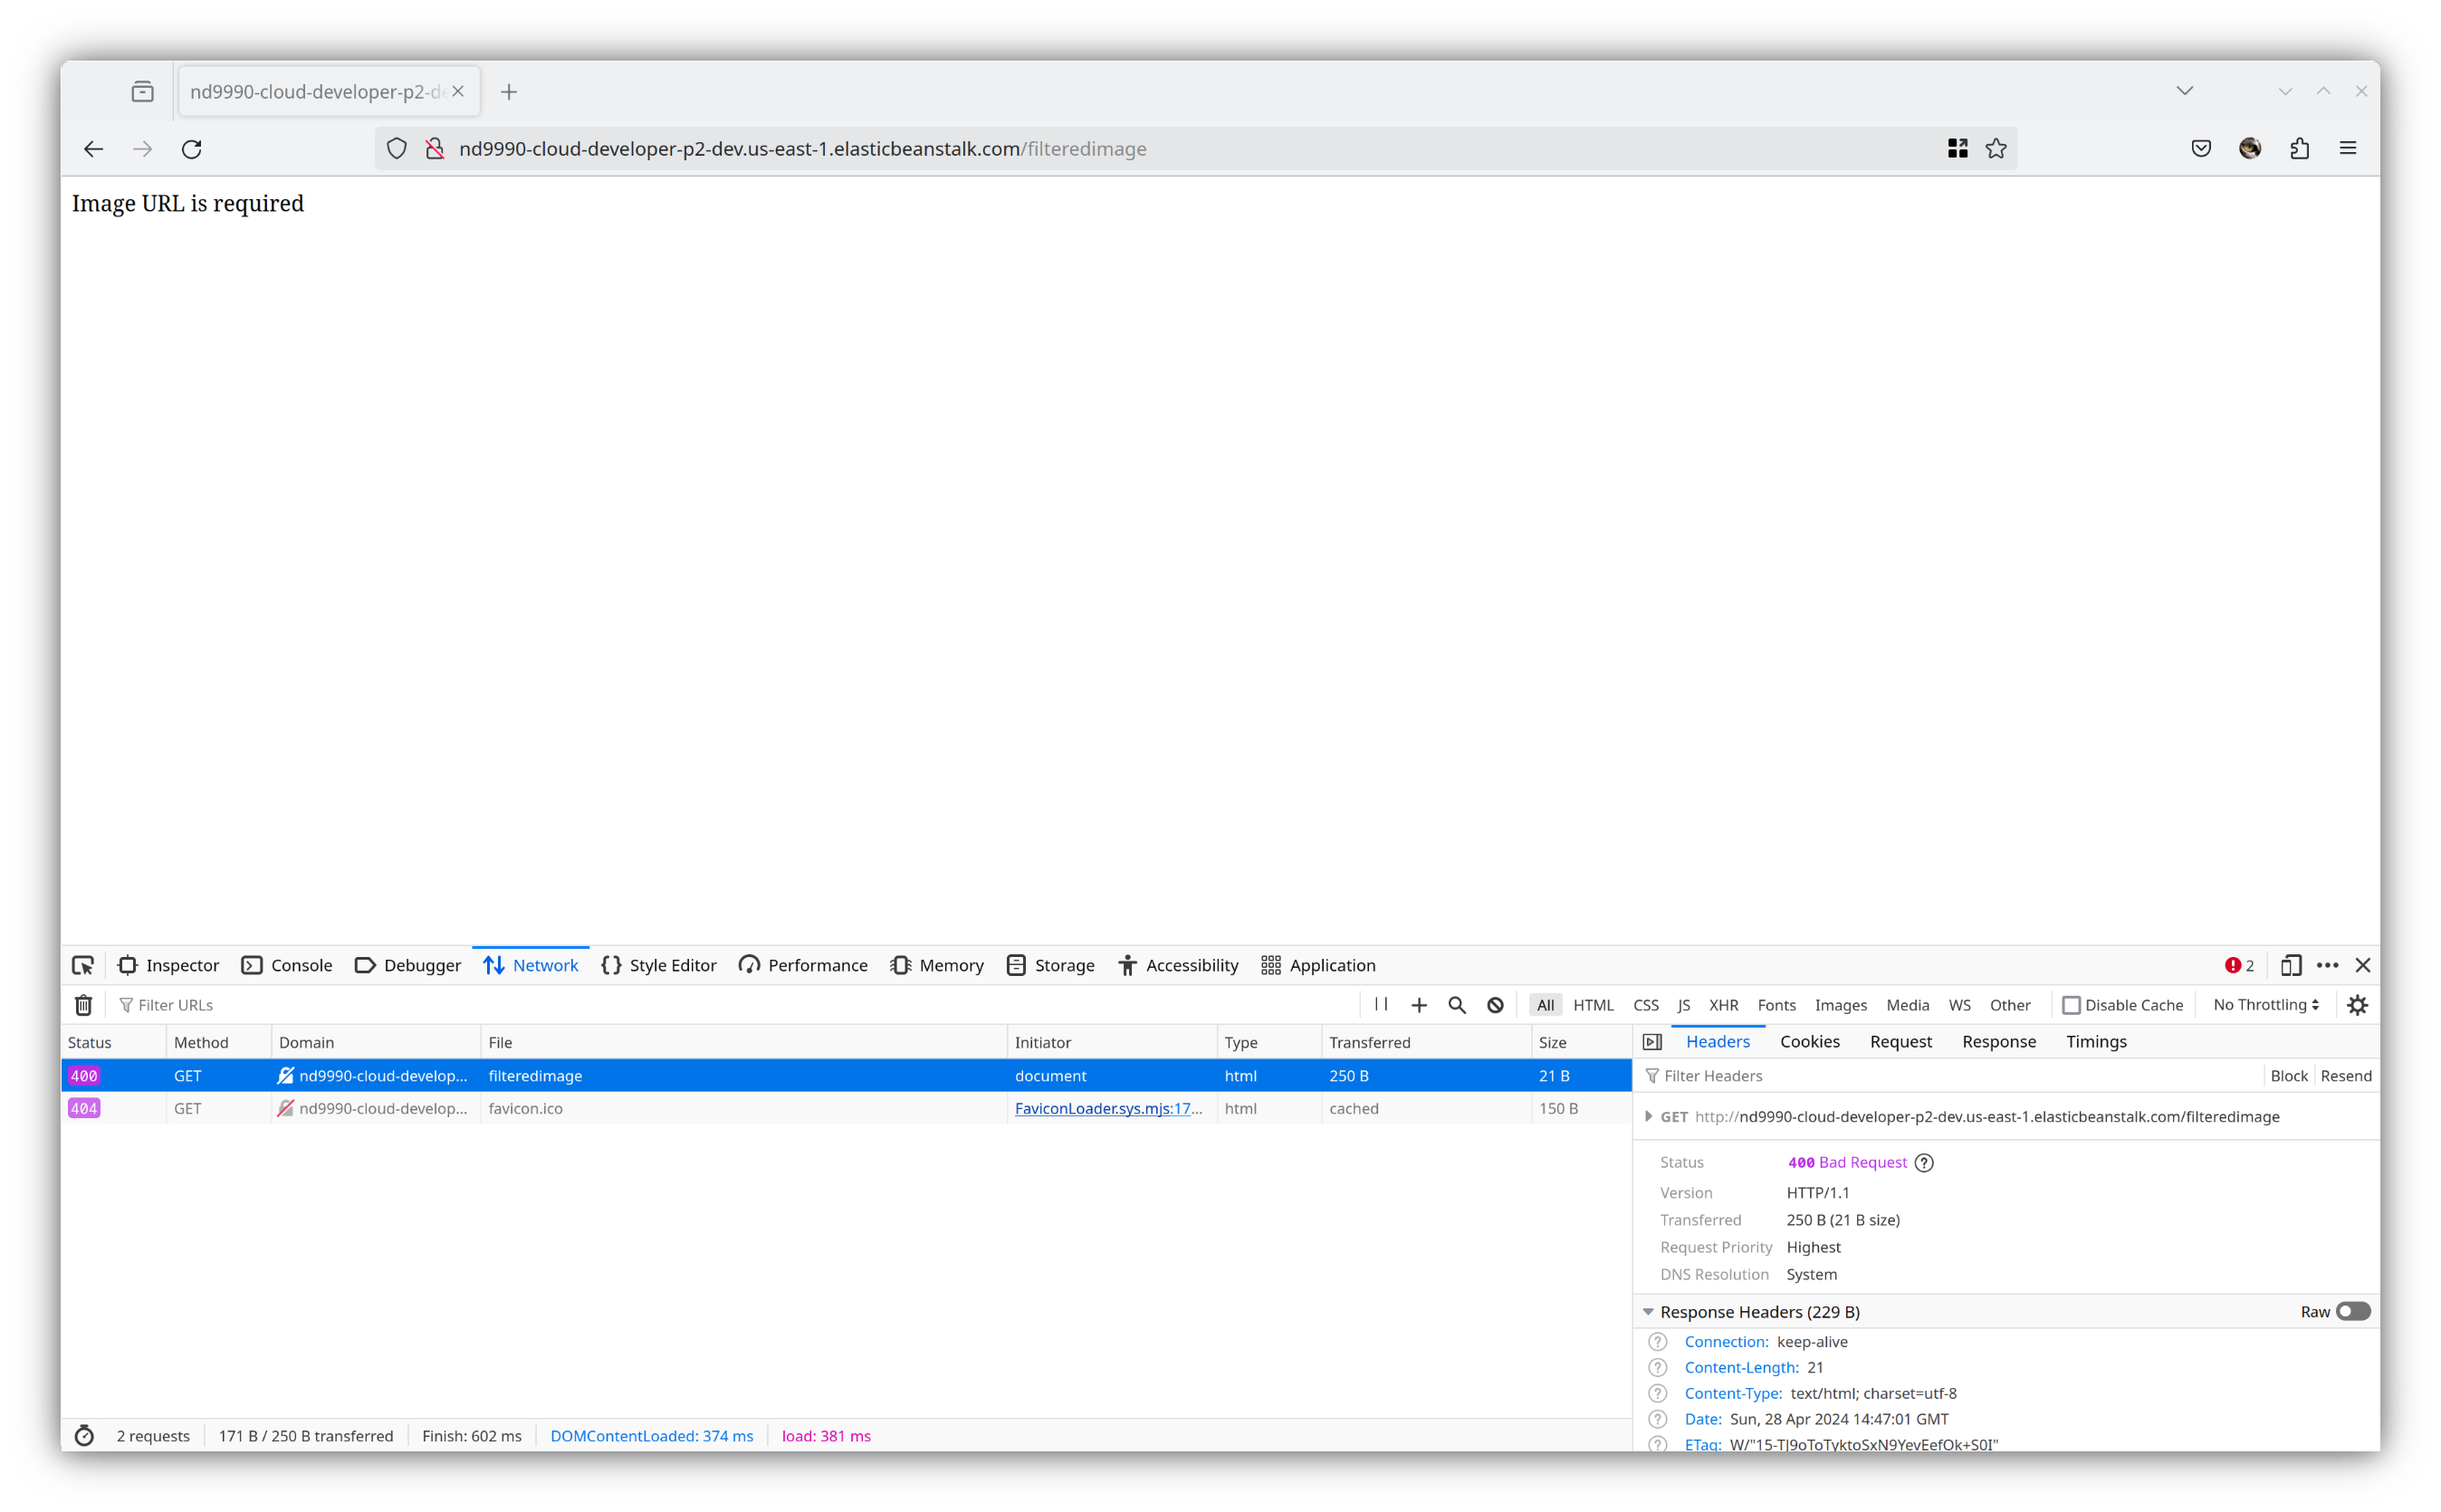 nd9990-cloud-developer-p2-de
nd9990-cloud-developer-p2-dev.us-east-1.elasticbeanstalk.com/filteredimage
Image URL is required
Inspector Console Debugger Network Style Editor Performance Memory Storage Accessibility Application 2
Filter URLs All HTML CSS JS XHR Fonts Images Media WS Other Disable Cache No Throttling
Status Method Domain File Initiator Type Transferred Size
400 GET nd9990-cloud-develop... filteredimage document html 250 B 21 B
404 GET nd9990-cloud-develop... favicon.ico FaviconLoader.sys.mjs:17... html cached 150 B
Headers Cookies Request Response Timings
Filter Headers Block Resend
GET http://nd9990-cloud-developer-p2-dev.us-east-1.elasticbeanstalk.com/filteredimage
Status 400 Bad Request
Version HTTP/1.1
Transferred 250 B (21 B size)
Request Priority Highest
DNS Resolution System
Response Headers (229 B) Raw
Connection: keep-alive
Content-Length: 21
Content-Type: text/html; charset=utf-8
Date: Sun, 28 Apr 2024 14:47:01 GMT
ETag:
2 requests 171 B / 250 B transferred Finish: 602 ms DOMContentLoaded: 374 ms load: 381 ms